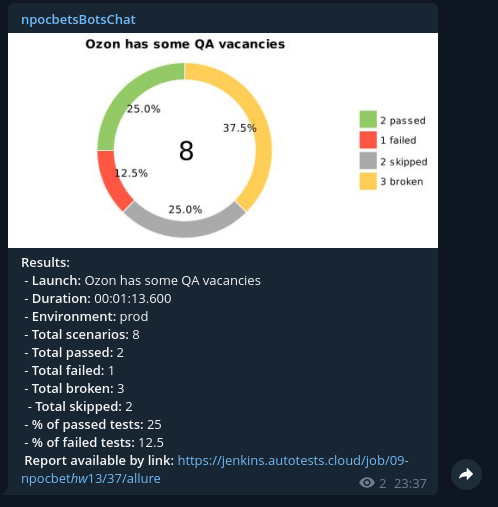 npocbetsBotsChat
Ozon has some QA vacancies
25.0%
37.5%
8
12.5%
25.0%
2 passed
1 failed
2 skipped
3 broken
Results:
- Launch: Ozon has some QA vacancies
- Duration: 00:01:13.600
- Environment: prod
- Total scenarios: 8
- Total passed: 2
- Total failed: 1
- Total broken: 3
- Total skipped: 2
- % of passed tests: 25
- % of failed tests: 12.5
Report available by link: https://jenkins.autotests.cloud/job/09-
npocbethw13/37/allure
2 23:37